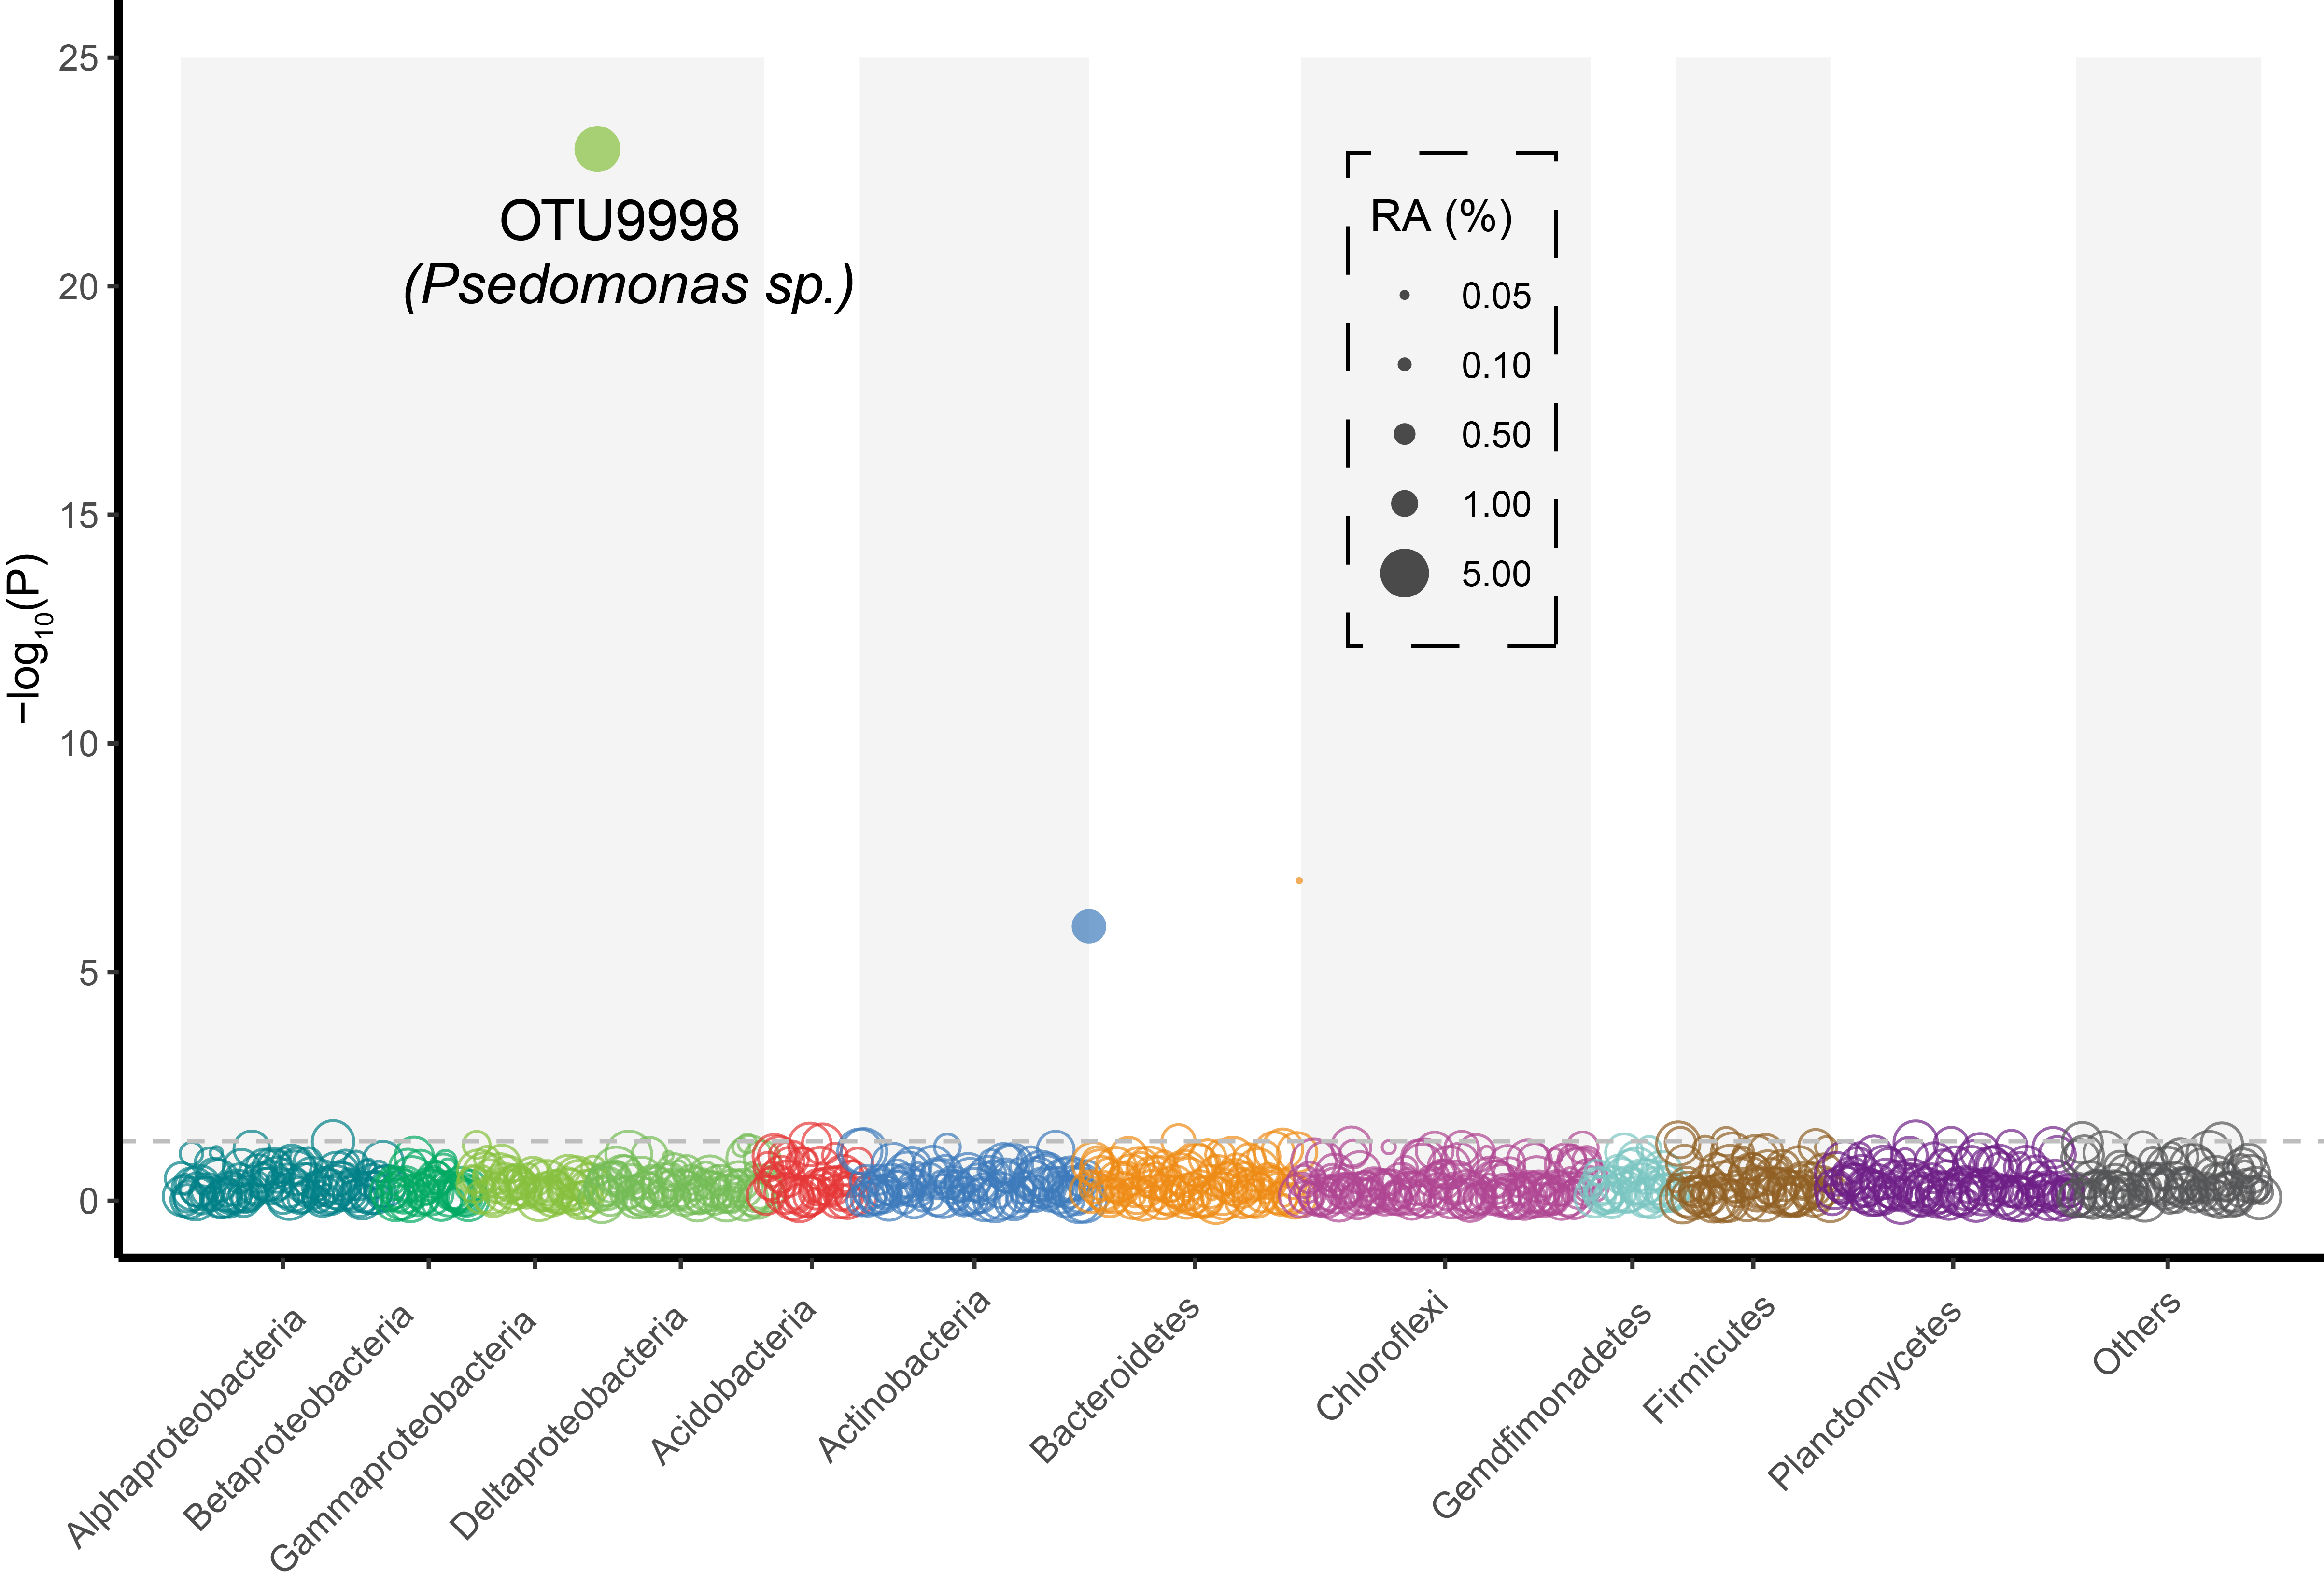 25
20
15
10
5
0
−log10(P)
OTU9998
(Psedomonas sp.)
RA (%)
0.05
0.10
0.50
1.00
5.00
Alphaproteobacteria
Betaproteobacteria
Gammaproteobacteria
Deltaproteobacteria
Acidobacteria
Actinobacteria
Bacteroidetes
Chloroflexi
Gemdfimonadetes
Firmicutes
Planctomycetes
Others